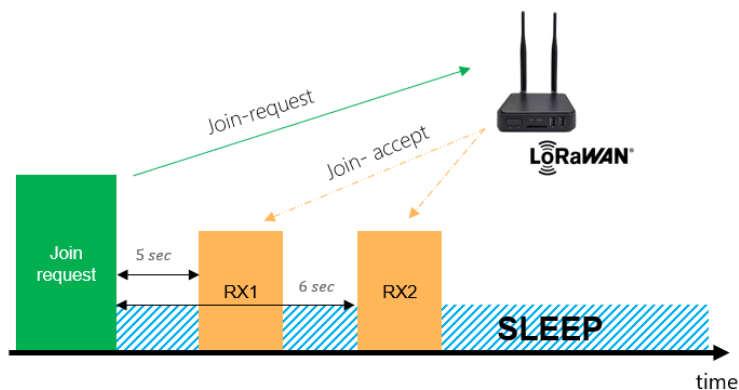 Join-request
Join- accept
LoRaWAN®
Join
request
5 sec
RX1
6 sec
RX2
SLEEP
time